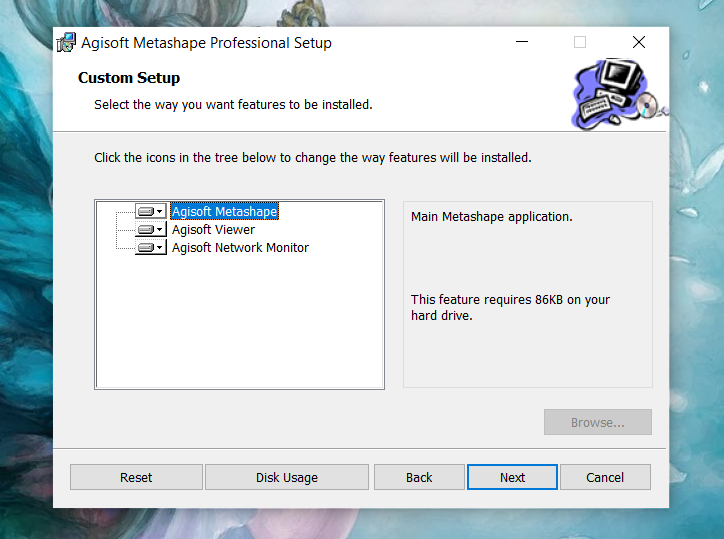 Agisoft Metashape Professional Setup
Custom Setup
Select the way you want features to be installed.
Click the icons in the tree below to change the way features will be installed.
Agisoft Metashape
Agisoft Viewer
Agisoft Network Monitor
Main Metashape application.
This feature requires 86KB on your
hard drive.
Browse...
Reset
Disk Usage
Back
Next
Cancel